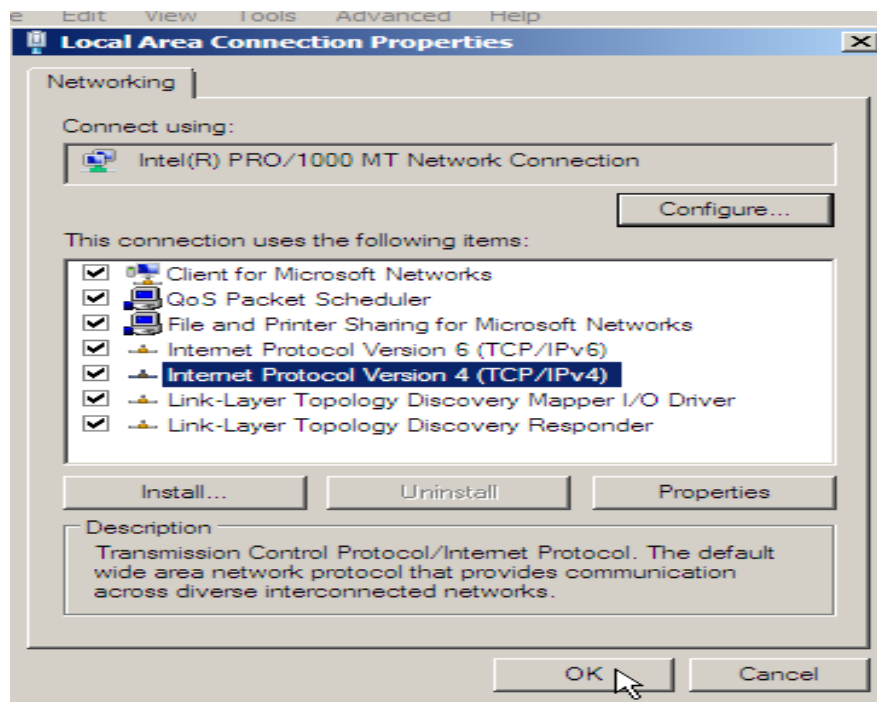 e Edit View Tools Advanced Help
Local Area Connection Properties
Networking
Connect using:
Intel(R) PRO/1000 MT Network Connection
Configure...
This connection uses the following items:
Client for Microsoft Networks
QoS Packet Scheduler
File and Printer Sharing for Microsoft Networks
Internet Protocol Version 6 (TCP/IPv6)
Internet Protocol Version 4 (TCP/IPv4)
Link-Layer Topology Discovery Mapper I/O Driver
Link-Layer Topology Discovery Responder
Install... Uninstall Properties
Description
Transmission Control Protocol/Internet Protocol. The default
wide area network protocol that provides communication
across diverse interconnected networks.
OK Cancel